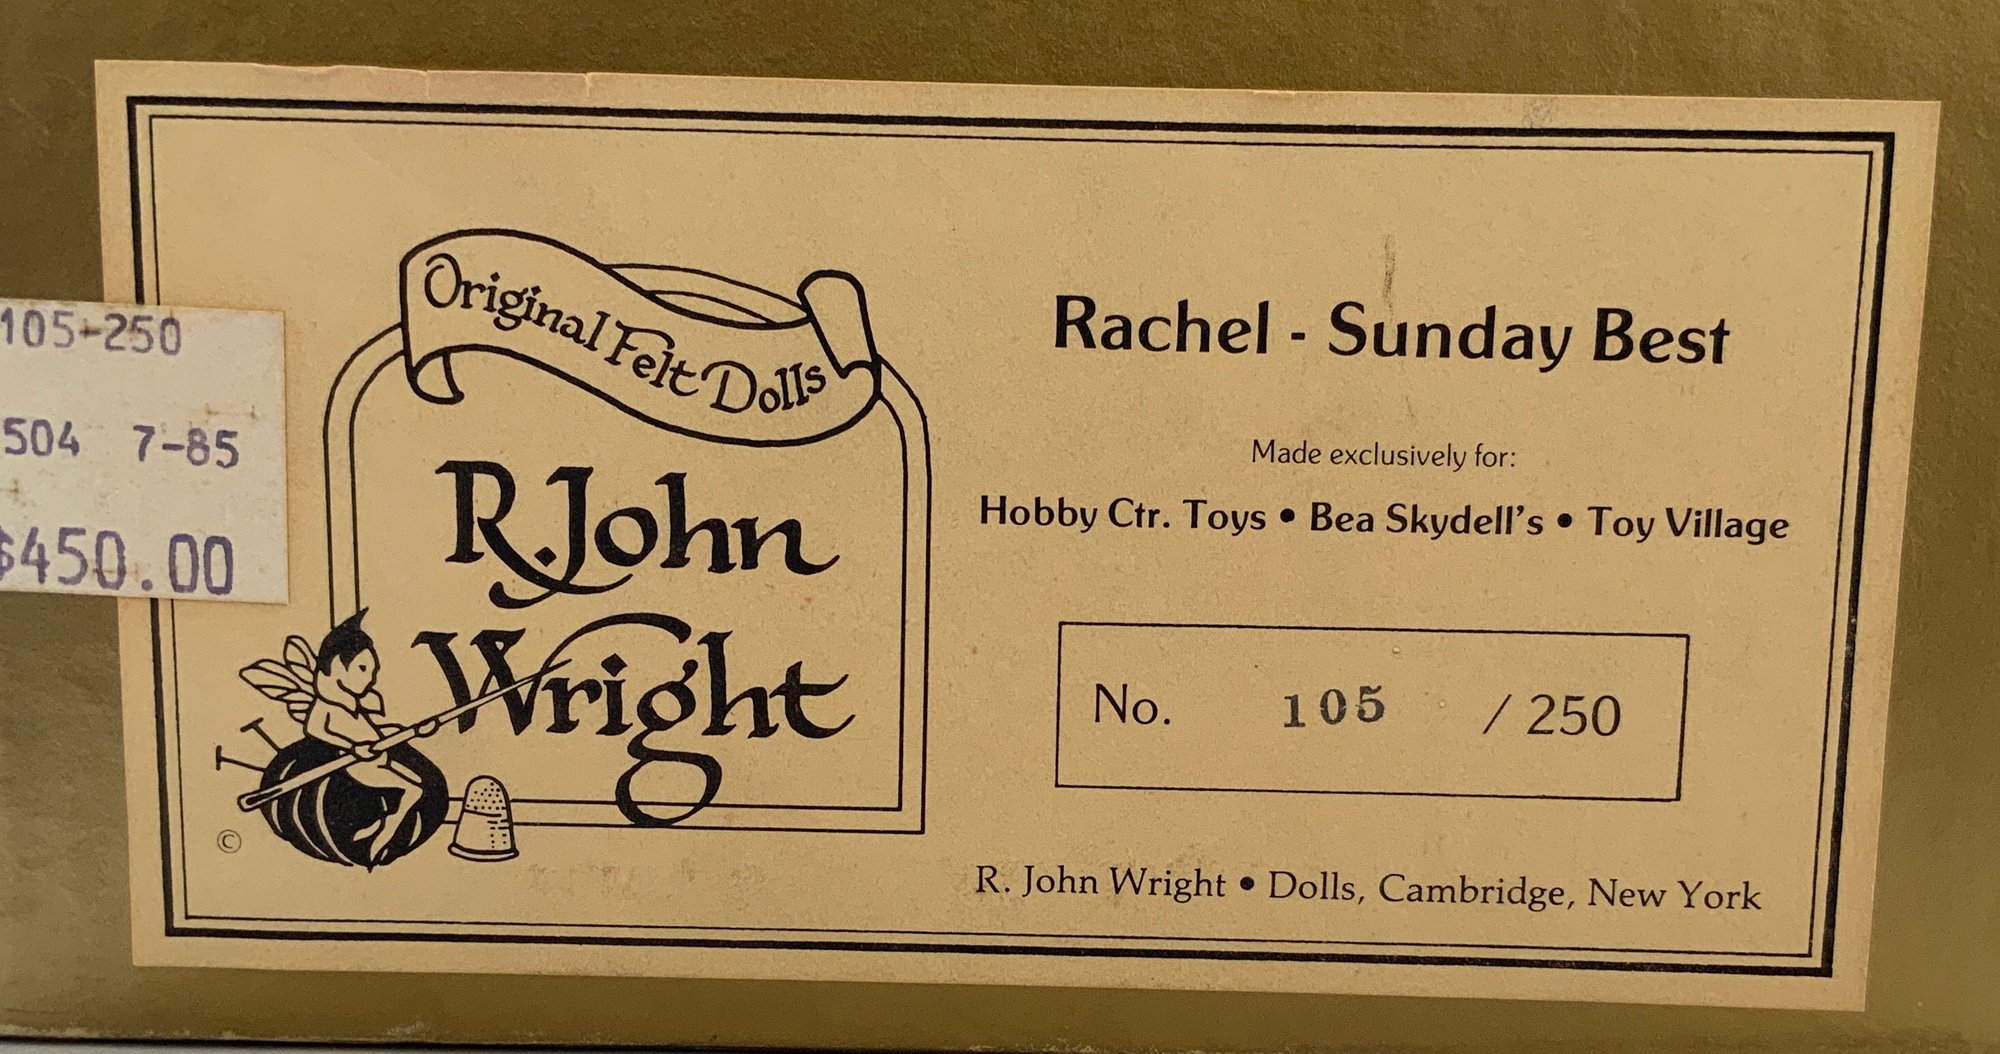 105-250
504 7-85
$450.00
Original Felt Dolls
R. John
Wright
©
Rachel - Sunday Best
Made exclusively for:
Hobby Ctr. Toys • Bea Skydell's • Toy Village
No. 105 / 250
R. John Wright • Dolls, Cambridge, New York